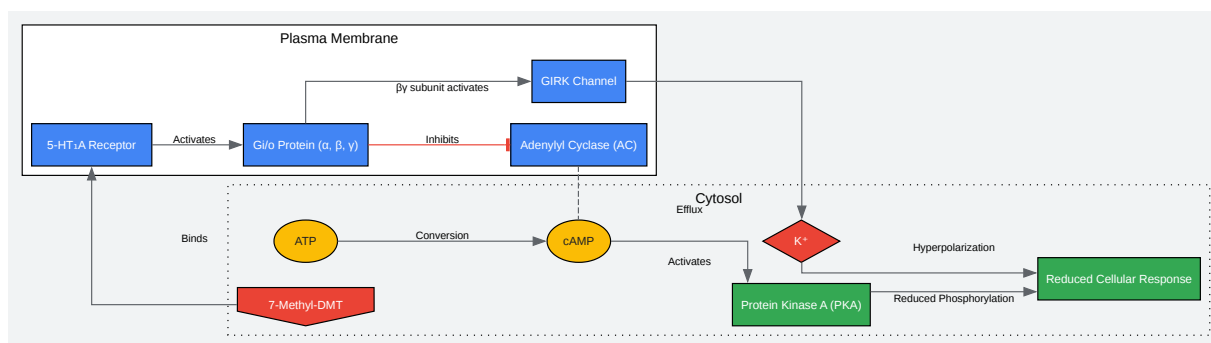 Plasma Membrane
GIRK Channel
βγ subunit activates
5-HT₁A Receptor
Activates
Gi/o Protein (α, β, γ)
Inhibits
Adenylyl Cyclase (AC)
Cytosol
Efflux
Binds
ATP
Conversion
cAMP
K⁺
Hyperpolarization
Activates
Reduced Cellular Response
7-Methyl-DMT
Protein Kinase A (PKA)
Reduced Phosphorylation